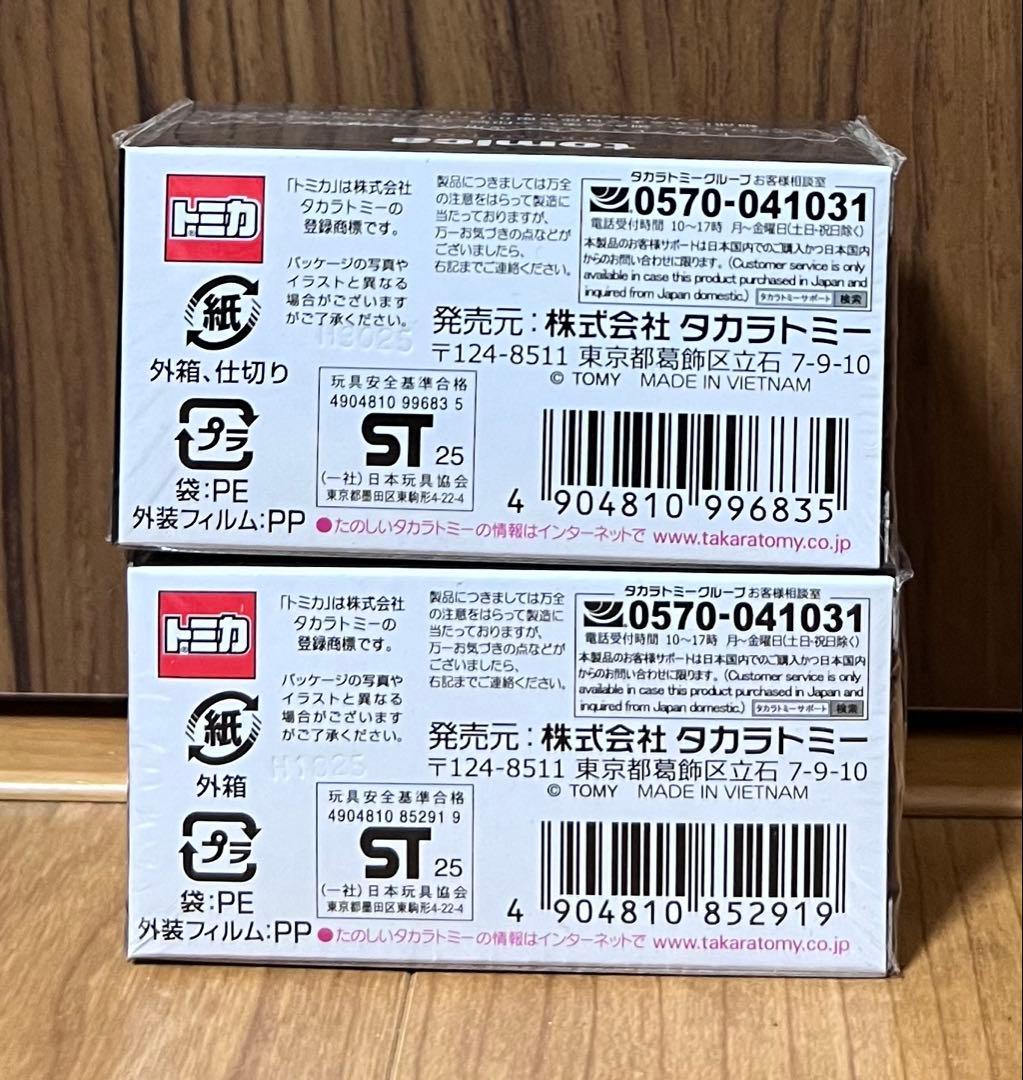 tomica
トミカ
「トミカ」は株式会社
タカラトミーの
登録商標です。
パッケージの写真や
イラストと異なる
場合がございます
がご了承ください。
製品につきましては万全
の注意をはらって製造に
当たっておりますが、
万一お気づきの点などが
ございましたら、
右記までご連絡ください。
タカラトミーグループお客様相談室
0570-041031
電話受付時間 10〜17時 月〜金曜日(土日・祝日除く)
本製品のお客様サポートは日本国内でのご購入かつ日本国内
からのお問い合わせに限ります。(Customer service is only
available in case this product purchased in Japan and
inquired from Japan domestic.) タカラトミーサポート 検索
紙
外箱、仕切り
H3025
発売元:株式会社 タカラトミー
〒124-8511 東京都葛飾区立石 7-9-10
© TOMY MADE IN VIETNAM
プラ
袋:PE
外装フィルム:PP
玩具安全基準合格
4904810 99683 5
ST 25
(一社)日本玩具協会
東京都墨田区東駒形4-22-4
4 904810 996835
●たのしいタカラトミーの情報はインターネットで www.takaratomy.co.jp
トミカ
「トミカ」は株式会社
タカラトミーの
登録商標です。
パッケージの写真や
イラストと異なる
場合がございます
がご了承ください。
製品につきましては万全
の注意をはらって製造に
当たっておりますが、
万一お気づきの点などが
ございましたら、
右記までご連絡ください。
タカラトミーグループお客様相談室
0570-041031
電話受付時間 10〜17時 月〜金曜日(土日・祝日除く)
本製品のお客様サポートは日本国内でのご購入かつ日本国内
からのお問い合わせに限ります。(Customer service is only
available in case this product purchased in Japan and
inquired from Japan domestic.) タカラトミーサポート 検索
紙
外箱
H1825
発売元:株式会社 タカラトミー
〒124-8511 東京都葛飾区立石 7-9-10
© TOMY MADE IN VIETNAM
プラ
袋:PE
外装フィルム:PP
玩具安全基準合格
4904810 85291 9
ST 25
(一社)日本玩具協会
東京都墨田区東駒形4-22-4
4 904810 852919
●たのしいタカラトミーの情報はインターネットで www.takaratomy.co.jp